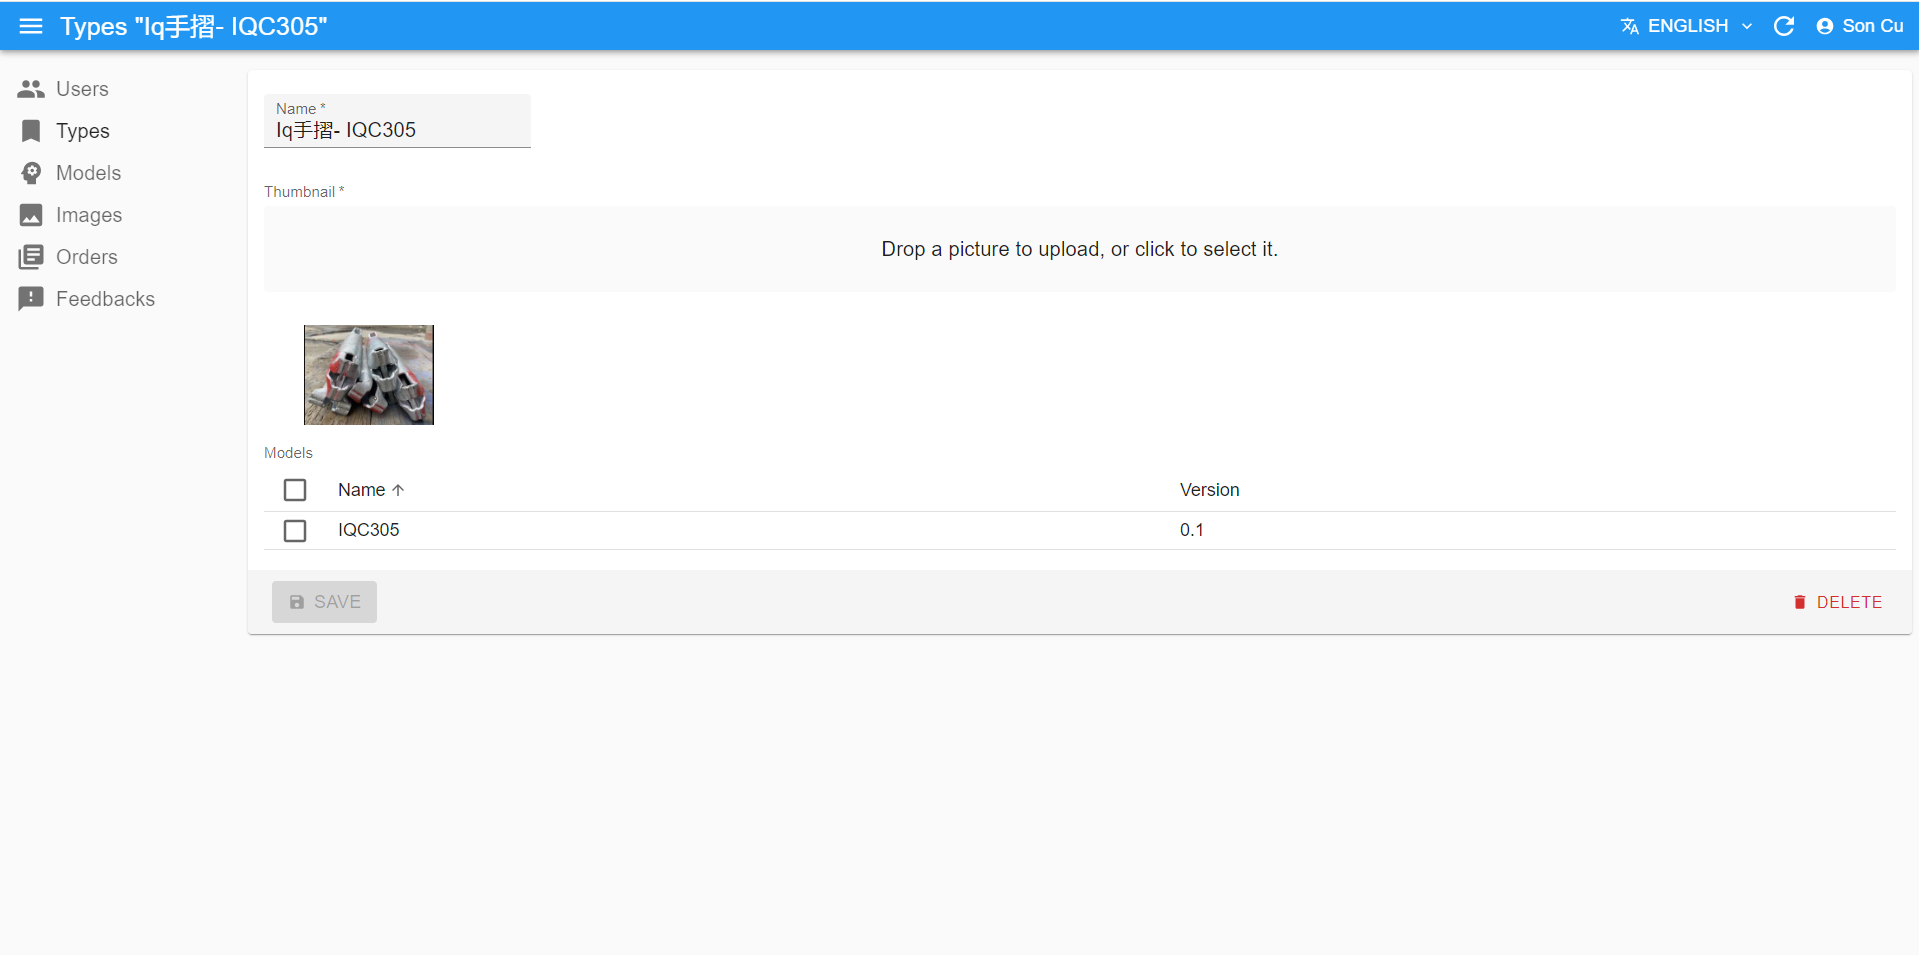 Types "Iq手摺- IQC305"
ENGLISH
Son Cu
Users
Types
Models
Images
Orders
Feedbacks
Name *
Iq手摺- IQC305
Thumbnail *
Drop a picture to upload, or click to select it.
Models
Name Version
IQC305 0.1
SAVE
DELETE